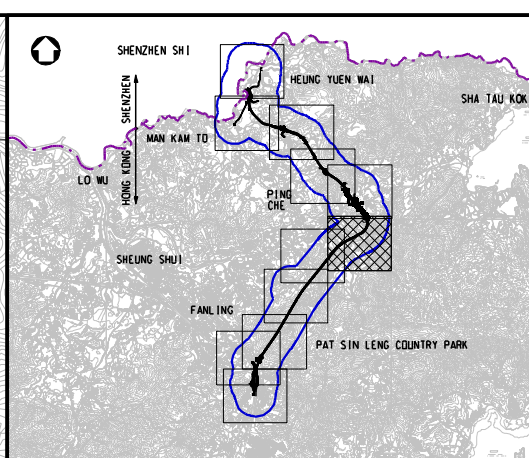 SHENZHEN SHI
HEUNG YUEN WAI
SHA TAU KOK
SHENZHEN
HONG KONG
MAN KAM TO
LO WU
PING
CHE
SHEUNG SHUI
FANLING
PAT SIN LENG COUNTRY PARK